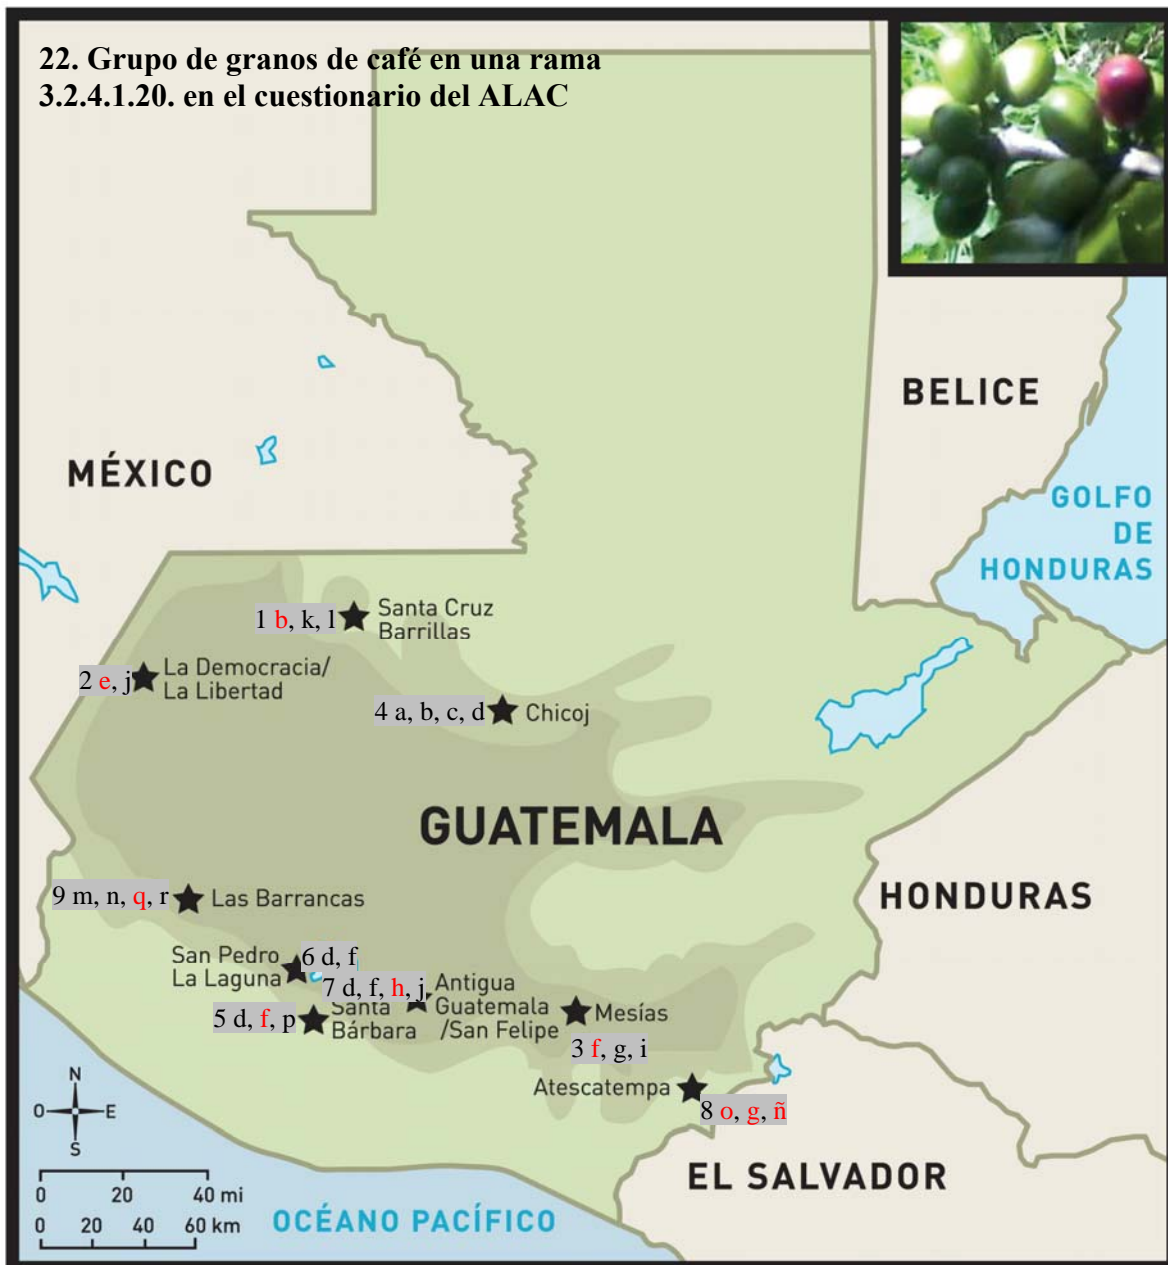 22. Grupo de granos de café en una rama
3.2.4.1.20. en el cuestionario del ALAC
BELICE
MÉXICO
GOLFO
DE
HONDURAS
1 b, k, l
Santa Cruz
Barrillas
2 e, j
La Democracia/
La Libertad
4 a, b, c, d
Chicoj
GUATEMALA
9 m, n, q, r
Las Barrancas
HONDURAS
San Pedro
La Laguna
6 d, f
7 d, f, h, j
Antigua
Guatemala
/San Felipe
5 d, f, p
Santa
Bárbara
Mesías
3 f, g, i
Atescatempa
8 o, g, ñ
N
O
E
S
EL SALVADOR
0 20 40 mi
0 20 40 60 km
OCÉANO PACÍFICO